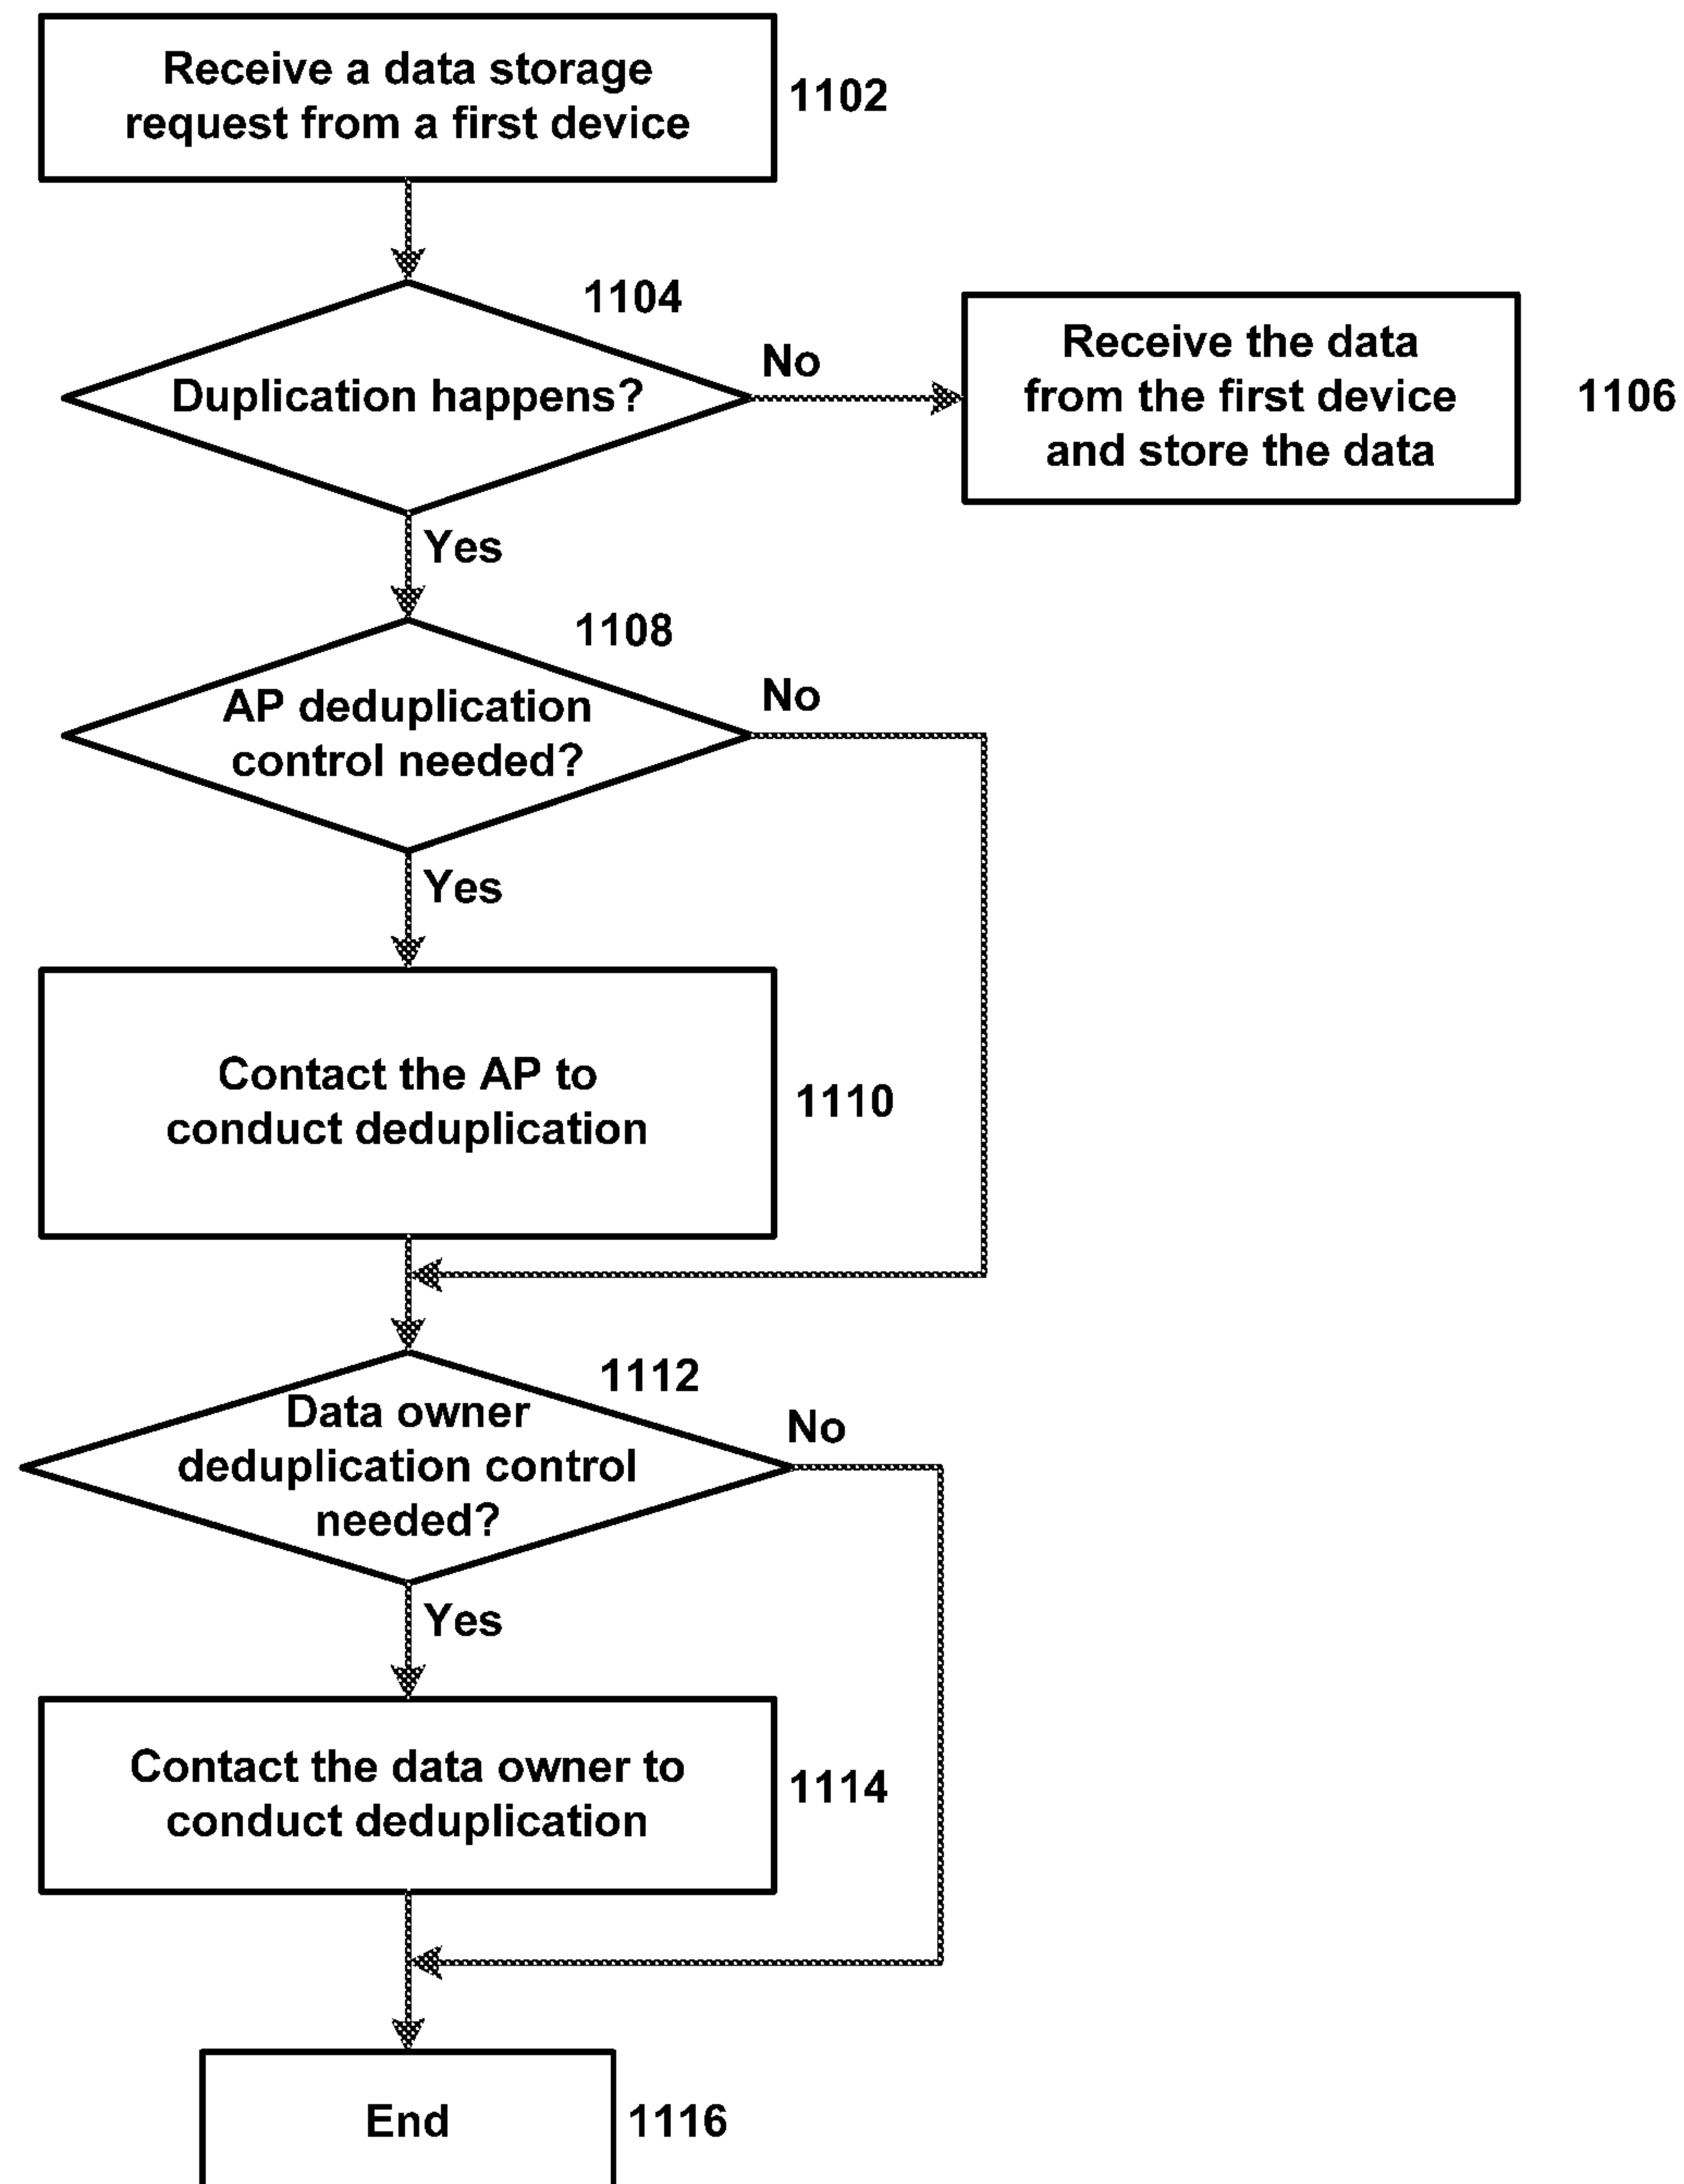 Receive a data storage
request from a first device
1102
1104
Duplication happens?
No
Receive the data
from the first device
and store the data
1106
Yes
1108
AP deduplication
control needed?
No
Yes
Contact the AP to
conduct deduplication
1110
1112
Data owner
deduplication control
needed?
No
Yes
Contact the data owner to
conduct deduplication
1114
End
1116